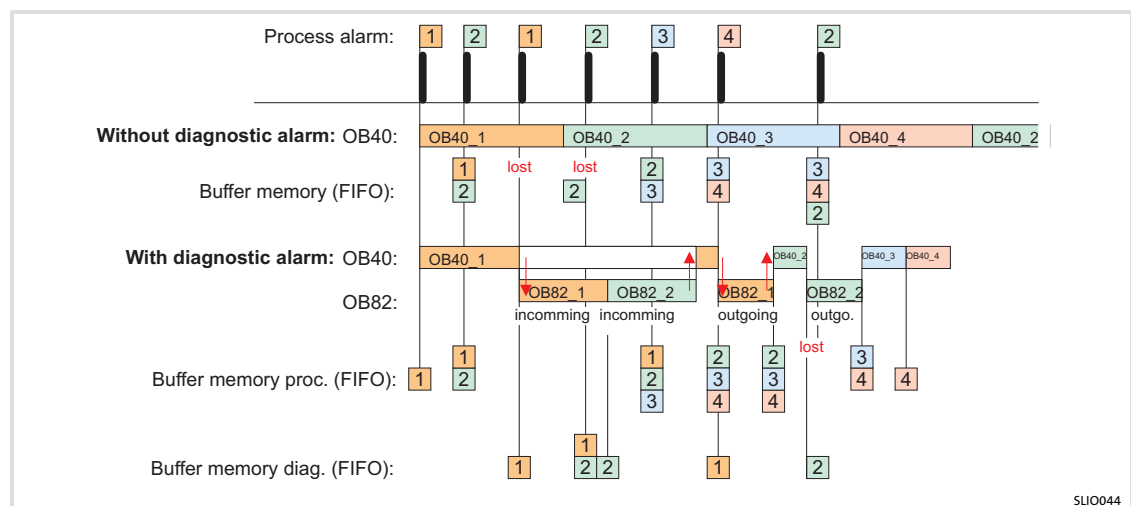 Process alarm: 1 2 1 2 3 4 2
Without diagnostic alarm: OB40: OB40_1 OB40_2 OB40_3 OB40_4 OB40_2
lost lost
1 2 3 3
Buffer memory (FIFO): 2 2 3 4 4
2
With diagnostic alarm: OB40: OB40_1 OB40_2 OB40_3 OB40_4
OB82: OB82_1 OB82_2 OB82_1 OB82_2
incomming incomming outgoing outgo.
lost
1 1 2 2 3
Buffer memory proc. (FIFO): 1 2 2 3 3 4 4
3 4 4
1
Buffer memory diag. (FIFO): 1 2 2 1 2
SLIO044